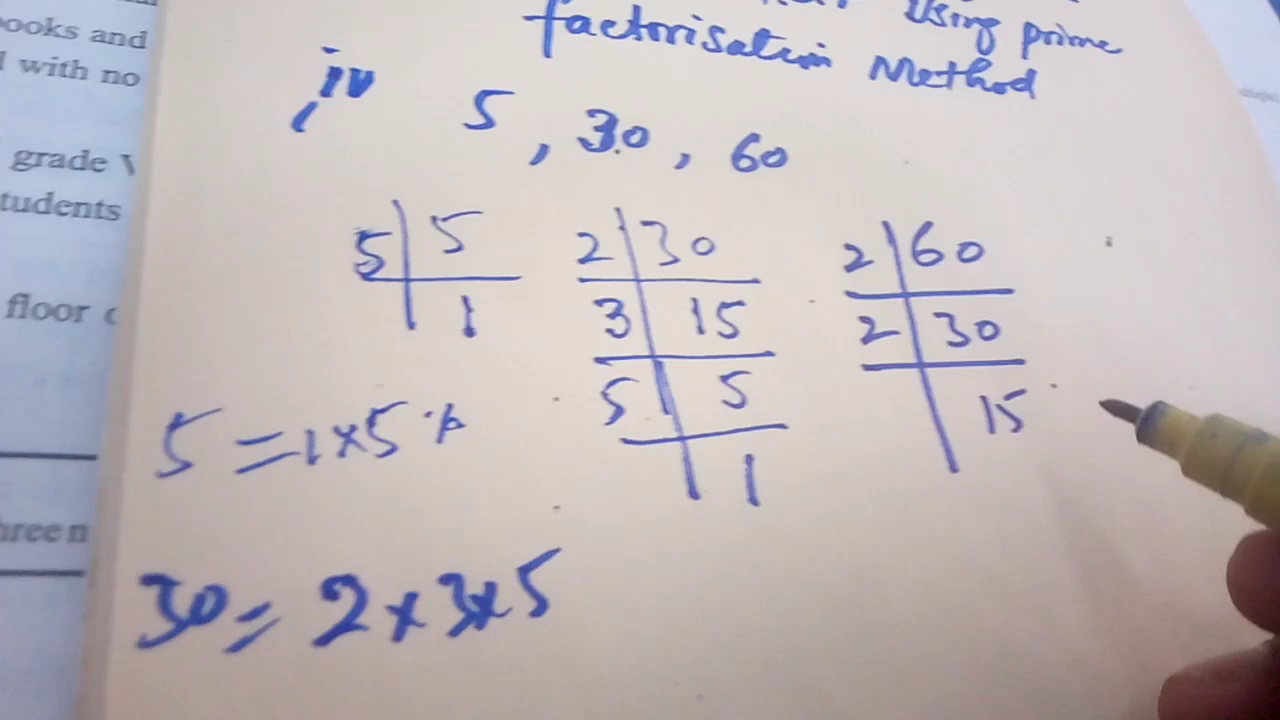 ooks and
with no
grade V
tudents
floor
hree n
Using prime
factorisation Method
iv 5 , 30 , 60
5 | 5
1
2 | 30
3 | 15
5 | 5
1
2 | 60
2 | 30
15
5 = 1 x 5
30 = 2 x 3 x 5